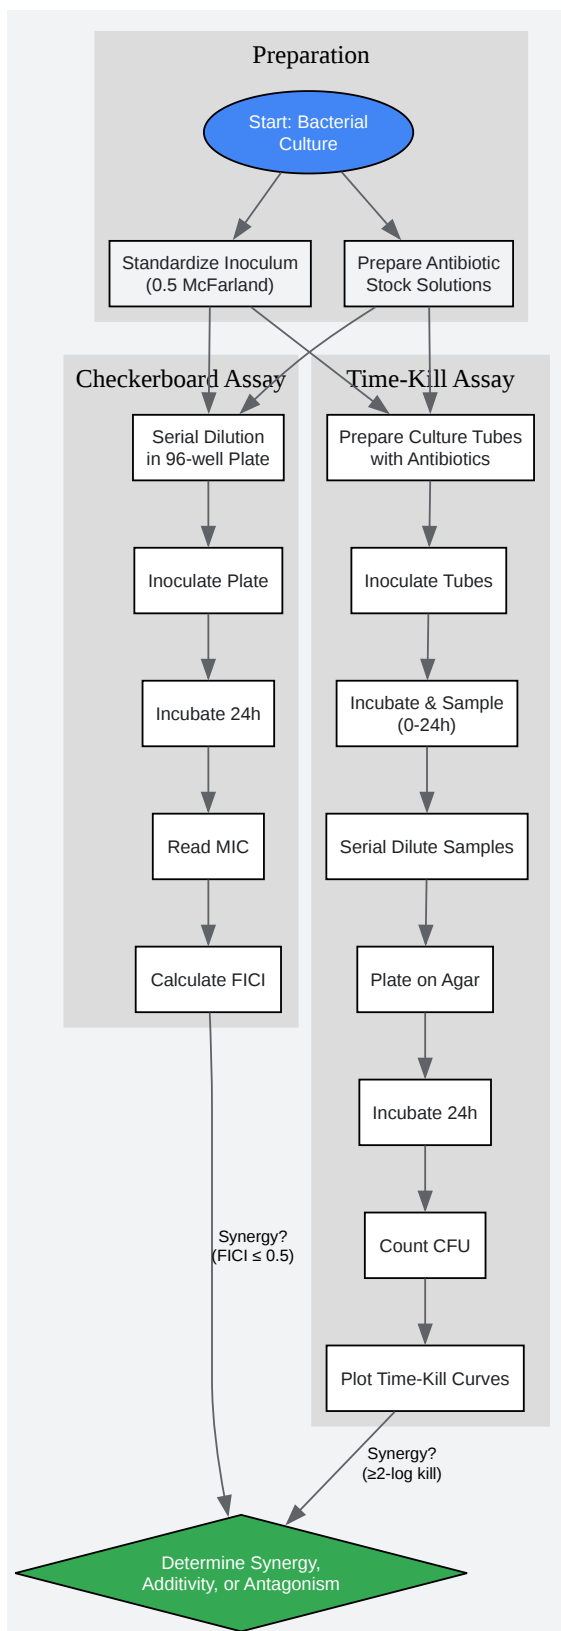 Preparation
Start: Bacterial
Culture
Standardize Inoculum
(0.5 McFarland)
Prepare Antibiotic
Stock Solutions
Checkerboard Assay
Serial Dilution
in 96-well Plate
Inoculate Plate
Incubate 24h
Read MIC
Calculate FICI
Synergy?
(FICI ≤ 0.5)
Time-Kill Assay
Prepare Culture Tubes
with Antibiotics
Inoculate Tubes
Incubate & Sample
(0-24h)
Serial Dilute Samples
Plate on Agar
Incubate 24h
Count CFU
Plot Time-Kill Curves
Synergy?
(≥2-log kill)
Determine Synergy,
Additivity, or Antagonism